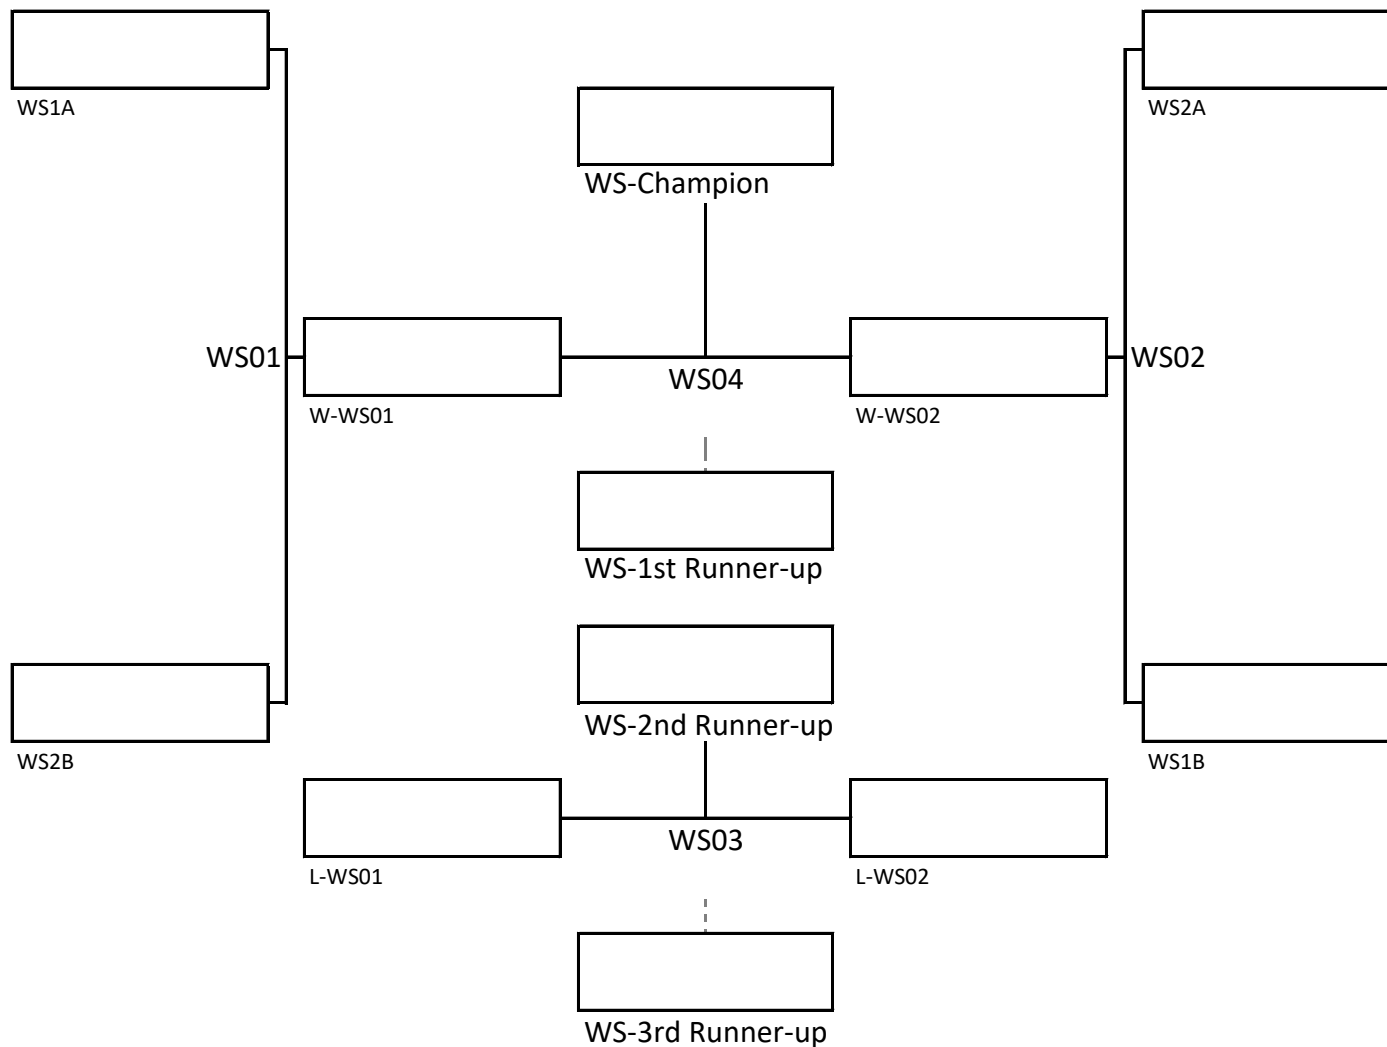 WS1A
WS2A
WS-Champion
WS01
WS02
WS04
W-WS01
W-WS02
WS-1st Runner-up
WS-2nd Runner-up
WS2B
WS1B
WS03
L-WS01
L-WS02
WS-3rd Runner-up